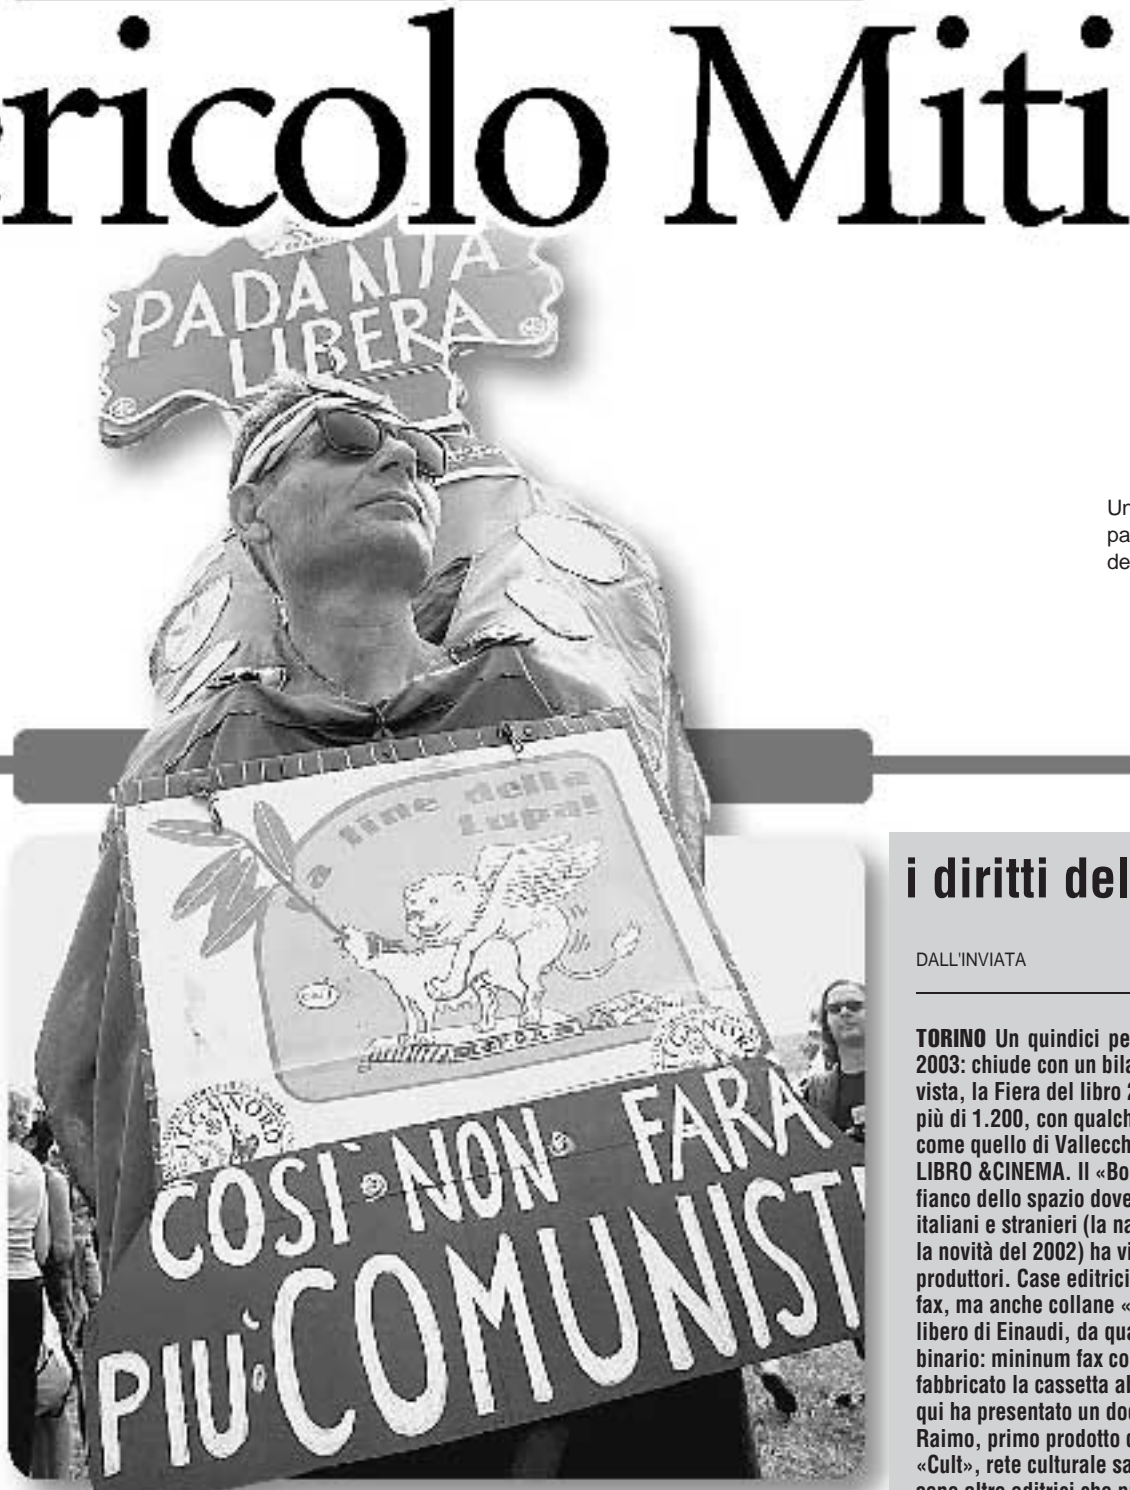 ricolo Miti
PADANIA
LIBERA
Un
pa
de
a fine della
Lupa!
LEGA NORD
COSI' NON FARA
PIU' COMUNISTI
i diritti del
DALL'INVIATA
TORINO Un quindici pe
2003: chiude con un bila
vista, la Fiera del libro 2
più di 1.200, con qualch
come quello di Vallecch
LIBRO &CINEMA. Il «Bo
fianco dello spazio dove
italiani e stranieri (la na
la novità del 2002) ha vi
produttori. Case editrici
fax, ma anche collane «
libero di Einaudi, da qua
binario: mininum fax co
fabbricato la cassetta al
qui ha presentato un do
Raimo, primo prodotto d
«Cult», rete culturale sa